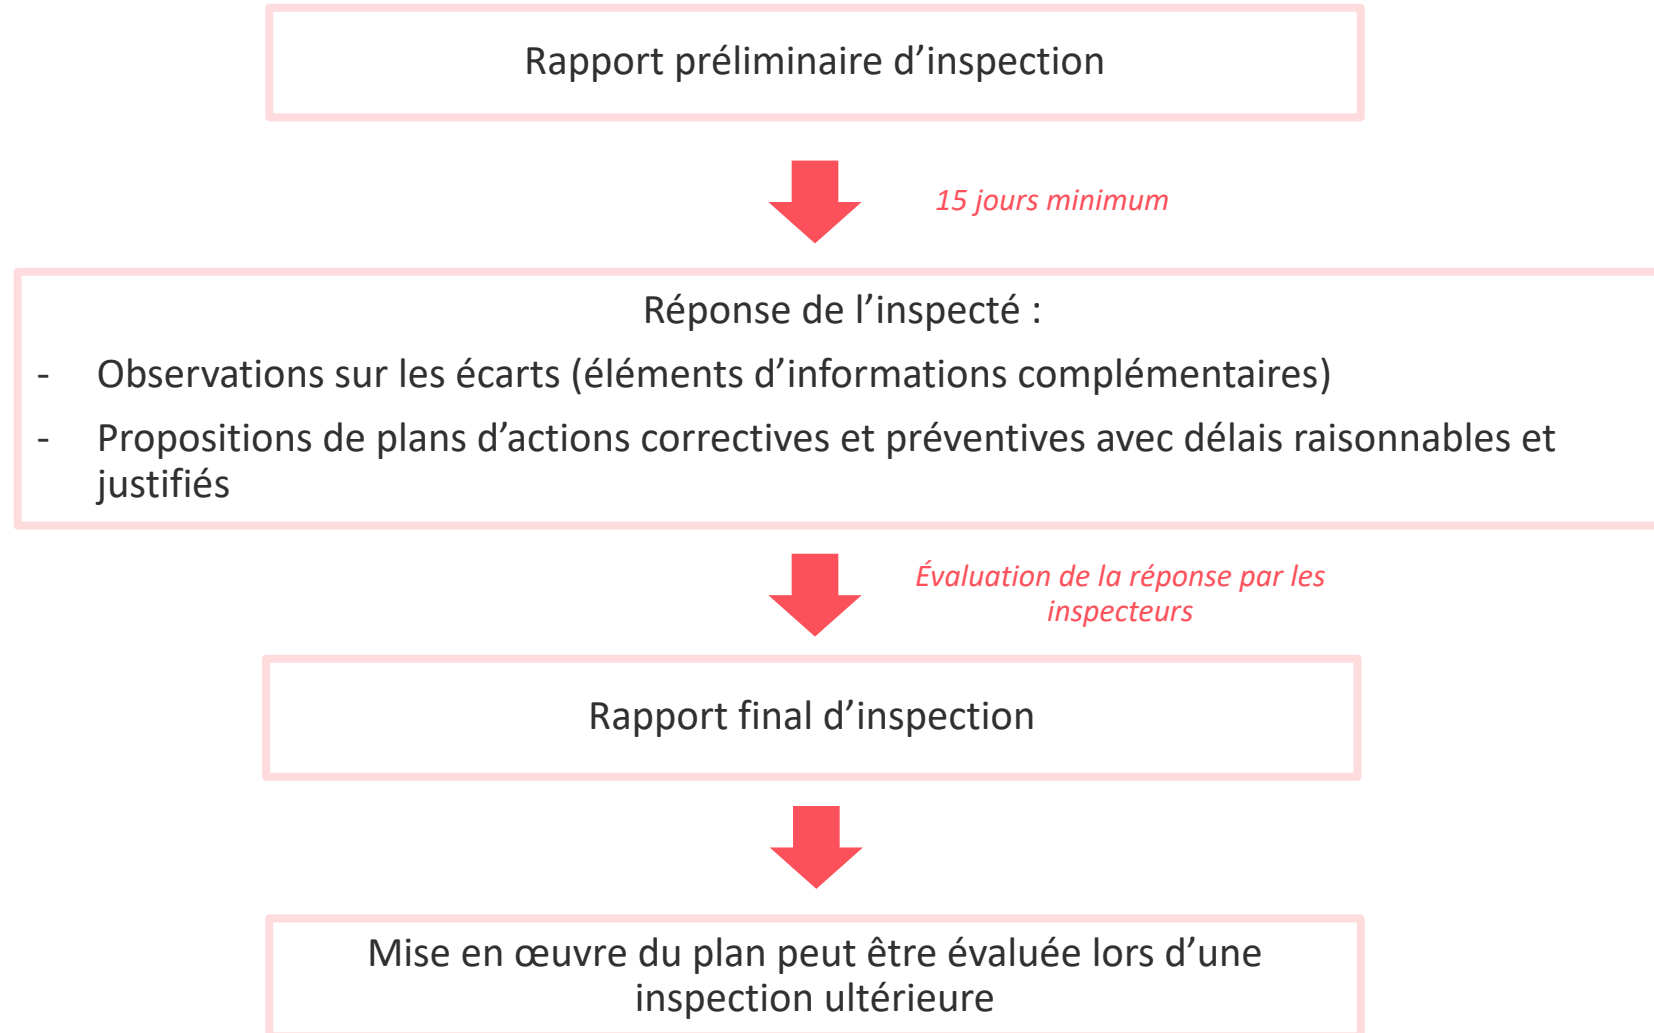 Rapport préliminaire d’inspection
15 jours minimum
Réponse de l’inspecté :
- Observations sur les écarts (éléments d’informations complémentaires)
- Propositions de plans d’actions correctives et préventives avec délais raisonnables et
justifiés
Évaluation de la réponse par les
inspecteurs
Rapport final d’inspection
Mise en œuvre du plan peut être évaluée lors d’une
inspection ultérieure